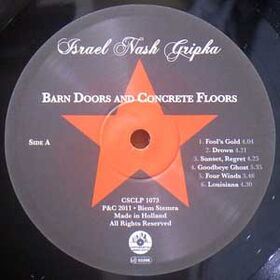 Israel Nash Gripka
BARN DOORS AND CONCRETE FLOORS
SIDE A
1. Fool's Gold 4.04
2. Drown 4.21
3. Sunset, Regret 4.23
4. Goodbeye Ghost 5.35
5. Four Winds 3.48
6. Louisiana 4.30
CSCLP 1073
P&C 2011 • Biem Stemra
Made in Holland
All Rights Reserved